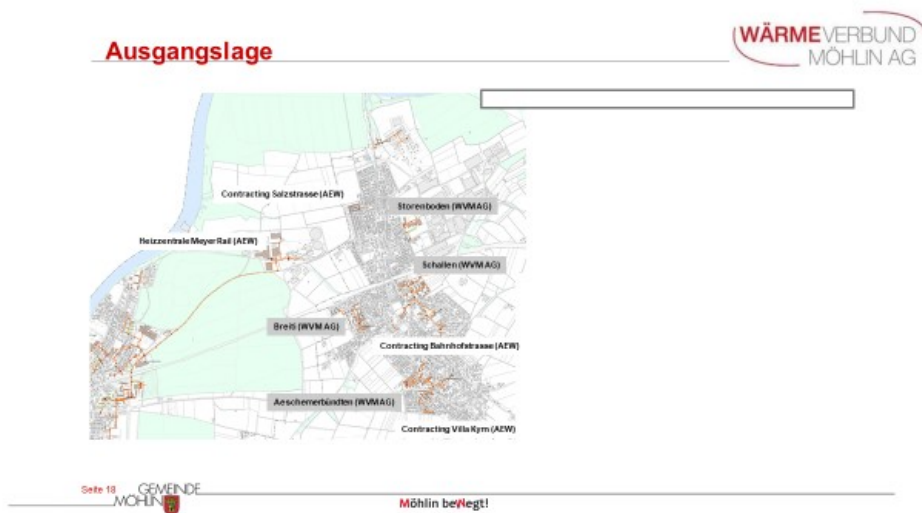 Ausgangslage
WÄRMEVERBUND
MÖHLIN AG
Contracting Salzstrasse (AEW)
Storenboden (WVM AG)
Heizzentrale Meyer Rail (AEW)
Schallen (WVM AG)
Breiti (WVM AG)
Contracting Bahnhofstrasse (AEW)
Aeschemerbündten (WVM AG)
Contracting Villa Kym (AEW)
Seite 18
GEMEINDE
MÖHLIN
Möhlin beWegt!